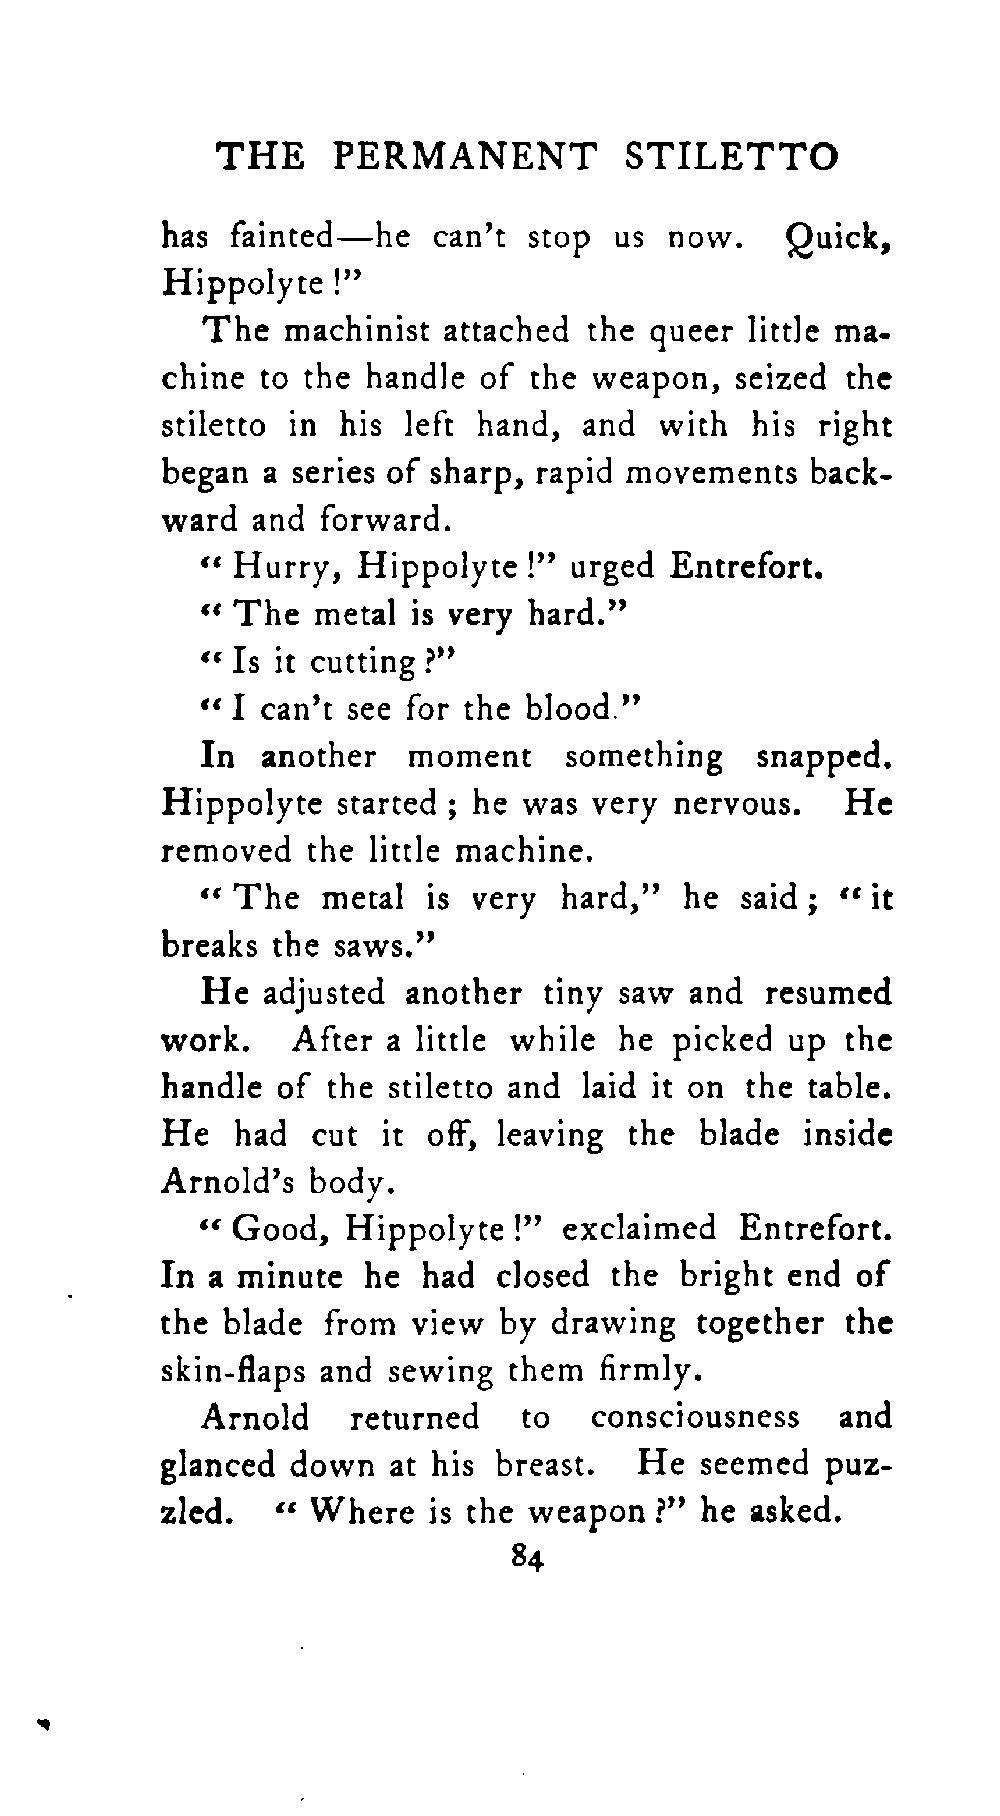 THE PERMANENT STILETTO
has fainted—he can't stop us now. Quick,
Hippolyte !"
The machinist attached the queer little ma-
chine to the handle of the weapon, seized the
stiletto in his left hand, and with his right
began a series of sharp, rapid movements back-
ward and forward.
" Hurry, Hippolyte !" urged Entrefort.
" The metal is very hard."
" Is it cutting ?"
" I can't see for the blood."
In another moment something snapped.
Hippolyte started ; he was very nervous. He
removed the little machine.
" The metal is very hard," he said ; " it
breaks the saws."
He adjusted another tiny saw and resumed
work. After a little while he picked up the
handle of the stiletto and laid it on the table.
He had cut it off, leaving the blade inside
Arnold's body.
" Good, Hippolyte !" exclaimed Entrefort.
In a minute he had closed the bright end of
the blade from view by drawing together the
skin-flaps and sewing them firmly.
Arnold returned to consciousness and
glanced down at his breast. He seemed puz-
zled. " Where is the weapon ?" he asked.
84